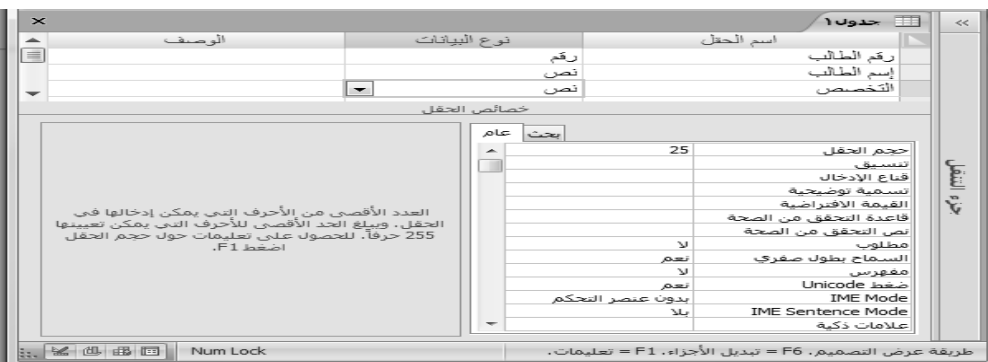 جدول١
اسم الحقل نوع البيانات الوصف
رقم الطالب رقم
إسم الطالب نص
التخصص نص
خصائص الحقل
عام بحث
حجم الحقل 25
تنسيق
قناع الإدخال
تسمية توضيحية
القيمة الافتراضية
قاعدة التحقق من الصحة
نص التحقق من الصحة
مطلوب لا
السماح بطول صفري نعم
مفهرس لا
ضغط Unicode نعم
IME Mode بدون عنصر التحكم
IME Sentence Mode بلا
علامات ذكية
العدد الأقصى من الأحرف التي يمكن إدخالها في
الحقل. ويبلغ الحد الأقصى للأحرف التي يمكن تعيينها
255 حرفاً. للحصول على تعليمات حول حجم الحقل
اضغط F1.
جزء التنقل
طريقة عرض التصميم. F6 = تبديل الأجزاء. F1 = تعليمات.
Num Lock